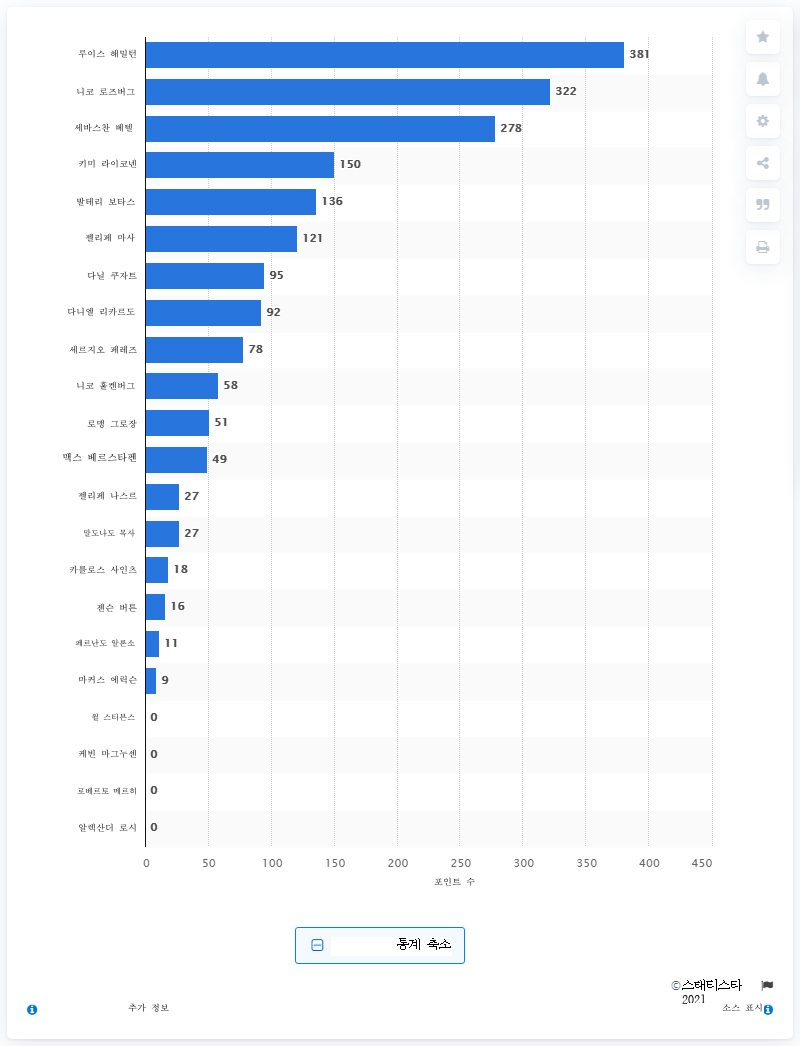 루이스 해밀턴 381
니코 로즈버그 322
세바스찬 베텔 278
키미 라이코넨 150
발테리 보타스 136
펠리페 마사 121
다닐 쿠자트 95
다니엘 리카르도 92
세르지오 페레즈 78
니코 훌켄버그 58
로맹 그로장 51
맥스 베르스타펜 49
펠리페 나스르 27
말도나도 목사 27
카를로스 사인츠 18
젠슨 버튼 16
페르난도 알론소 11
마커스 에릭슨 9
윌 스티븐스 0
케빈 마그누센 0
로베르토 메르히 0
알렉산더 로시 0
0 50 100 150 200 250 300 350 400 450
포인트 수
통계 축소
©스태티스타
2021
추가 정보 소스 표시